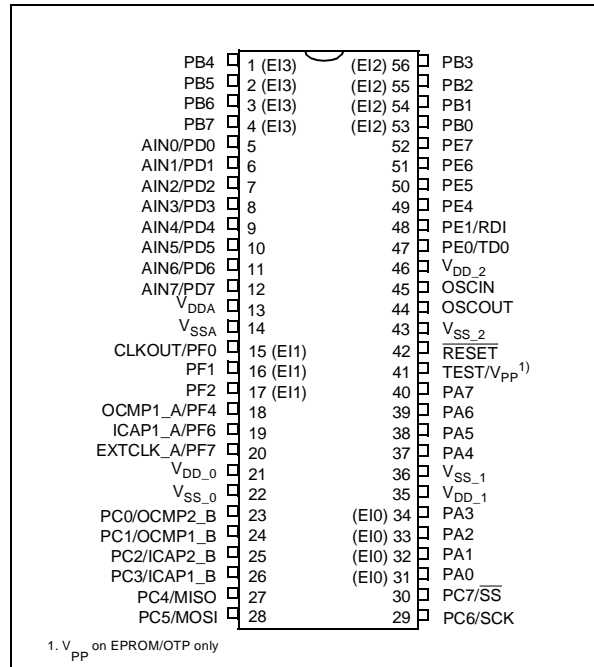 PB4 1 (EI3) (EI2) 56 PB3
PB5 2 (EI3) (EI2) 55 PB2
PB6 3 (EI3) (EI2) 54 PB1
PB7 4 (EI3) (EI2) 53 PB0
AIN0/PD0 5 52 PE7
AIN1/PD1 6 51 PE6
AIN2/PD2 7 50 PE5
AIN3/PD3 8 49 PE4
AIN4/PD4 9 48 PE1/RDI
AIN5/PD5 10 47 PE0/TD0
AIN6/PD6 11 46 VDD_2
AIN7/PD7 12 45 OSCIN
VDDA 13 44 OSCOUT
VSSA 14 43 VSS_2
CLKOUT/PF0 15 (EI1) 42 RESET
PF1 16 (EI1) 41 TEST/VPP1)
PF2 17 (EI1) 40 PA7
OCMP1_A/PF4 18 39 PA6
ICAP1_A/PF6 19 38 PA5
EXTCLK_A/PF7 20 37 PA4
VDD_0 21 36 VSS_1
VSS_0 22 35 VDD_1
PC0/OCMP2_B 23 (EI0) 34 PA3
PC1/OCMP1_B 24 (EI0) 33 PA2
PC2/ICAP2_B 25 (EI0) 32 PA1
PC3/ICAP1_B 26 (EI0) 31 PA0
PC4/MISO 27 30 PC7/SS
PC5/MOSI 28 29 PC6/SCK
1. VPP on EPROM/OTP only